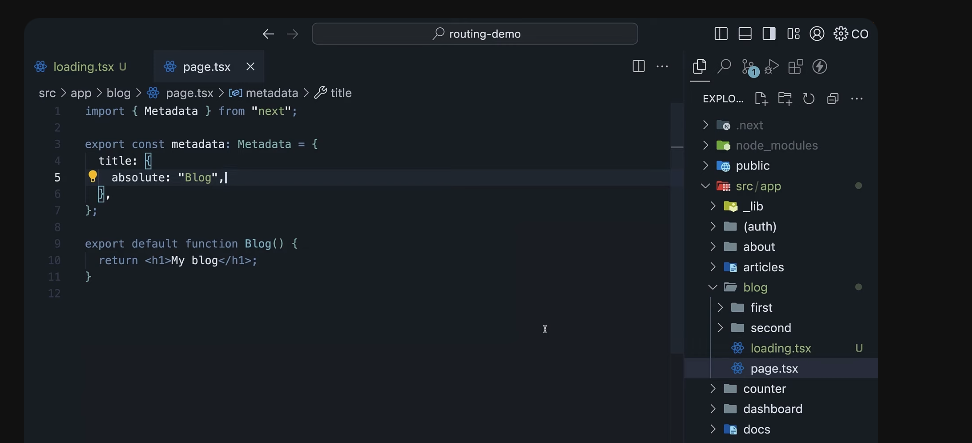 routing-demo
CO
loading.tsx U
page.tsx
src > app > blog > page.tsx > metadata > title
1 import { Metadata } from "next";
2
3 export const metadata: Metadata = {
4 title: {
5 absolute: "Blog",
6 },
7 };
8
9 export default function Blog() {
10 return <h1>My blog</h1>;
11 }
12
EXPLO...
1
.next
node_modules
public
src/app
_lib
(auth)
about
articles
blog
first
second
loading.tsx U
page.tsx
counter
dashboard
docs